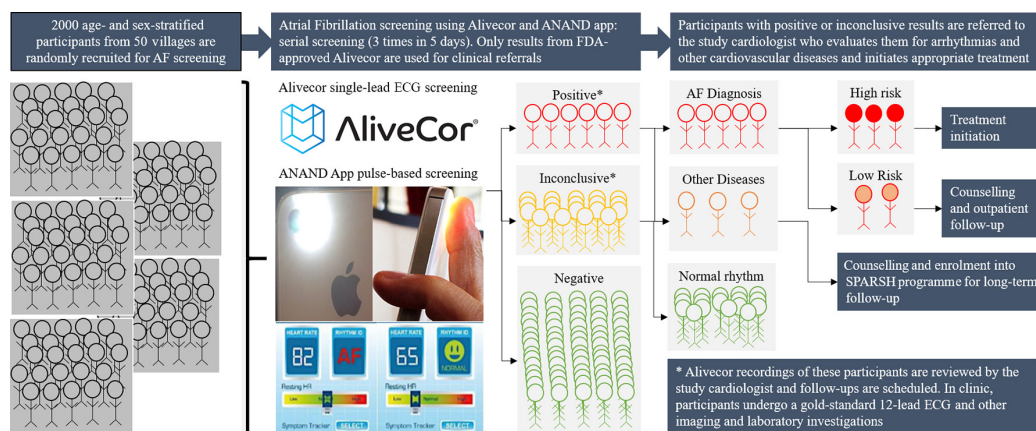 2000 age- and sex-stratified
participants from 50 villages are
randomly recruited for AF screening
Atrial Fibrillation screening using Alivecor and ANAND app:
serial screening (3 times in 5 days). Only results from FDA-
approved Alivecor are used for clinical referrals
Participants with positive or inconclusive results are referred to
the study cardiologist who evaluates them for arrhythmias and
other cardiovascular diseases and initiates appropriate treatment
Alivecor single-lead ECG screening
AliveCor®
ANAND App pulse-based screening
HEART RATE
RHYTHM ID
82
AF
Resting HR
Low
Normal
High
Symptom Tracker
SELECT
HEART RATE
RHYTHM ID
65
NORMAL
Resting HR
Low
Normal
High
Symptom Tracker
SELECT
Positive*
Inconclusive*
Negative
AF Diagnosis
Other Diseases
Normal rhythm
High risk
Low Risk
Treatment
initiation
Counselling
and outpatient
follow-up
Counselling and enrolment into
SPARSH programme for long-term
follow-up
* Alivecor recordings of these participants are reviewed by the
study cardiologist and follow-ups are scheduled. In clinic,
participants undergo a gold-standard 12-lead ECG and other
imaging and laboratory investigations